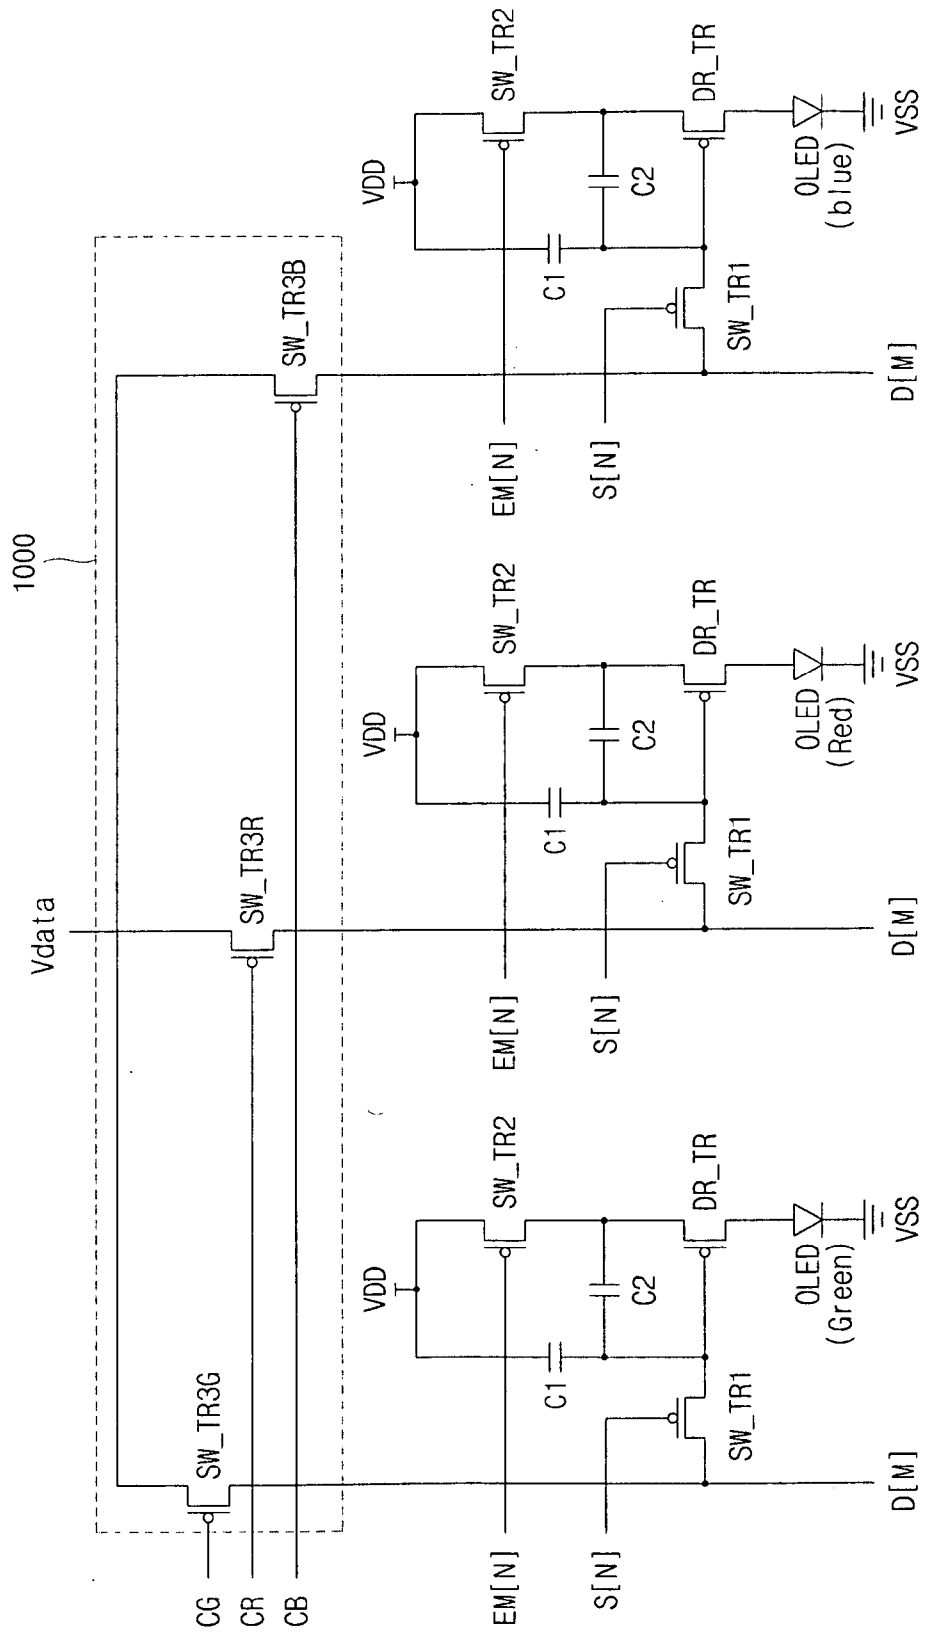 1000
Vdata
CG
CR
CB
SW_TR3G
SW_TR3R
SW_TR3B
VDD
SW_TR2
C1
C2
EM[N]
S[N]
SW_TR1
DR_TR
OLED
(Green)
VSS
D[M]
VDD
SW_TR2
C1
C2
EM[N]
S[N]
SW_TR1
DR_TR
OLED
(Red)
VSS
D[M]
VDD
SW_TR2
C1
C2
EM[N]
S[N]
SW_TR1
DR_TR
OLED
(blue)
VSS
D[M]